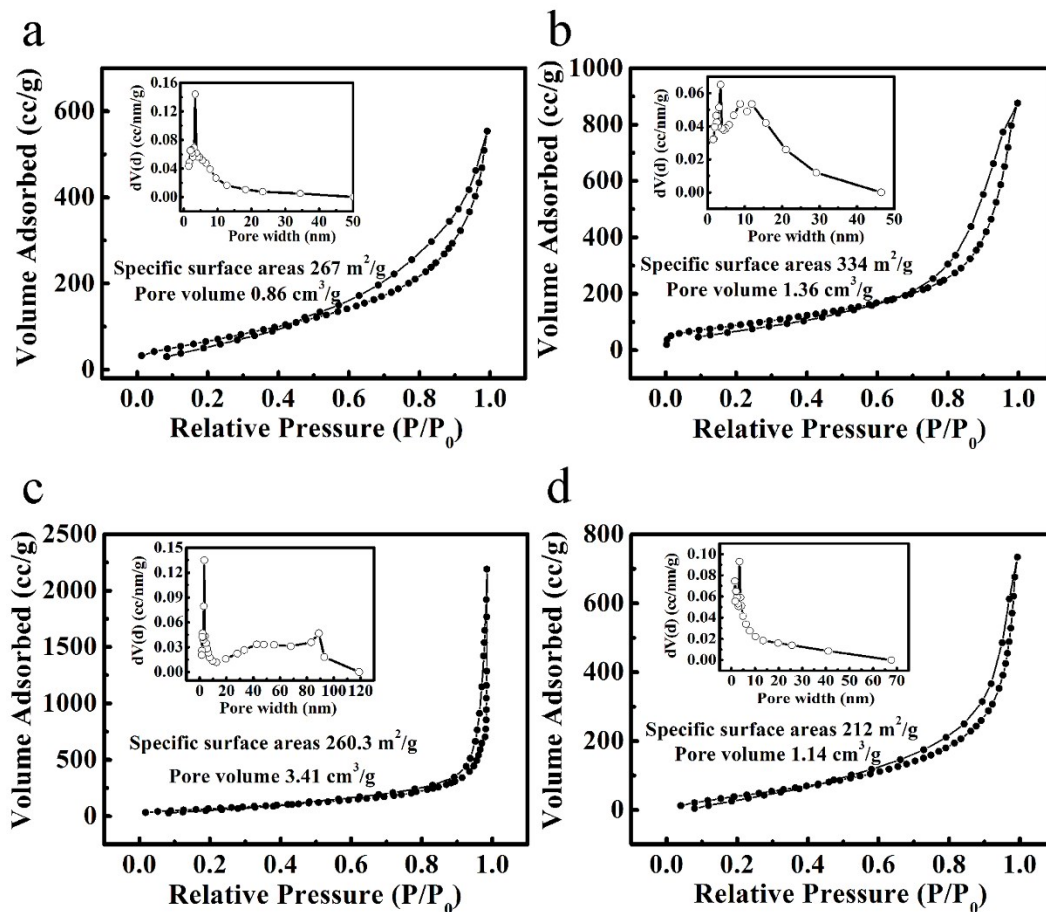 a
Volume Adsorbed (cc/g)
600
400
200
0
0.0 0.2 0.4 0.6 0.8 1.0
Relative Pressure (P/P0)
dV(d) (cc/nm/g)
0.16
0.12
0.08
0.04
0.00
0 10 20 30 40 50
Pore width (nm)
Specific surface areas 267 m²/g
Pore volume 0.86 cm³/g
b
Volume Adsorbed (cc/g)
1000
800
600
400
200
0
0.0 0.2 0.4 0.6 0.8 1.0
Relative Pressure (P/P0)
dV(d) (cc/nm/g)
0.06
0.04
0.02
0.00
0 10 20 30 40 50
Pore width (nm)
Specific surface areas 334 m²/g
Pore volume 1.36 cm³/g
c
Volume Adsorbed (cc/g)
2500
2000
1500
1000
500
0
0.0 0.2 0.4 0.6 0.8 1.0
Relative Pressure (P/P0)
dV(d) (cc/nm/g)
0.15
0.12
0.09
0.06
0.03
0.00
0 20 40 60 80 100 120
Pore width (nm)
Specific surface areas 260.3 m²/g
Pore volume 3.41 cm³/g
d
Volume Adsorbed (cc/g)
800
600
400
200
0
0.0 0.2 0.4 0.6 0.8 1.0
Relative Pressure (P/P0)
dV(d) (cc/nm/g)
0.10
0.08
0.06
0.04
0.02
0.00
0 10 20 30 40 50 60 70
Pore width (nm)
Specific surface areas 212 m²/g
Pore volume 1.14 cm³/g